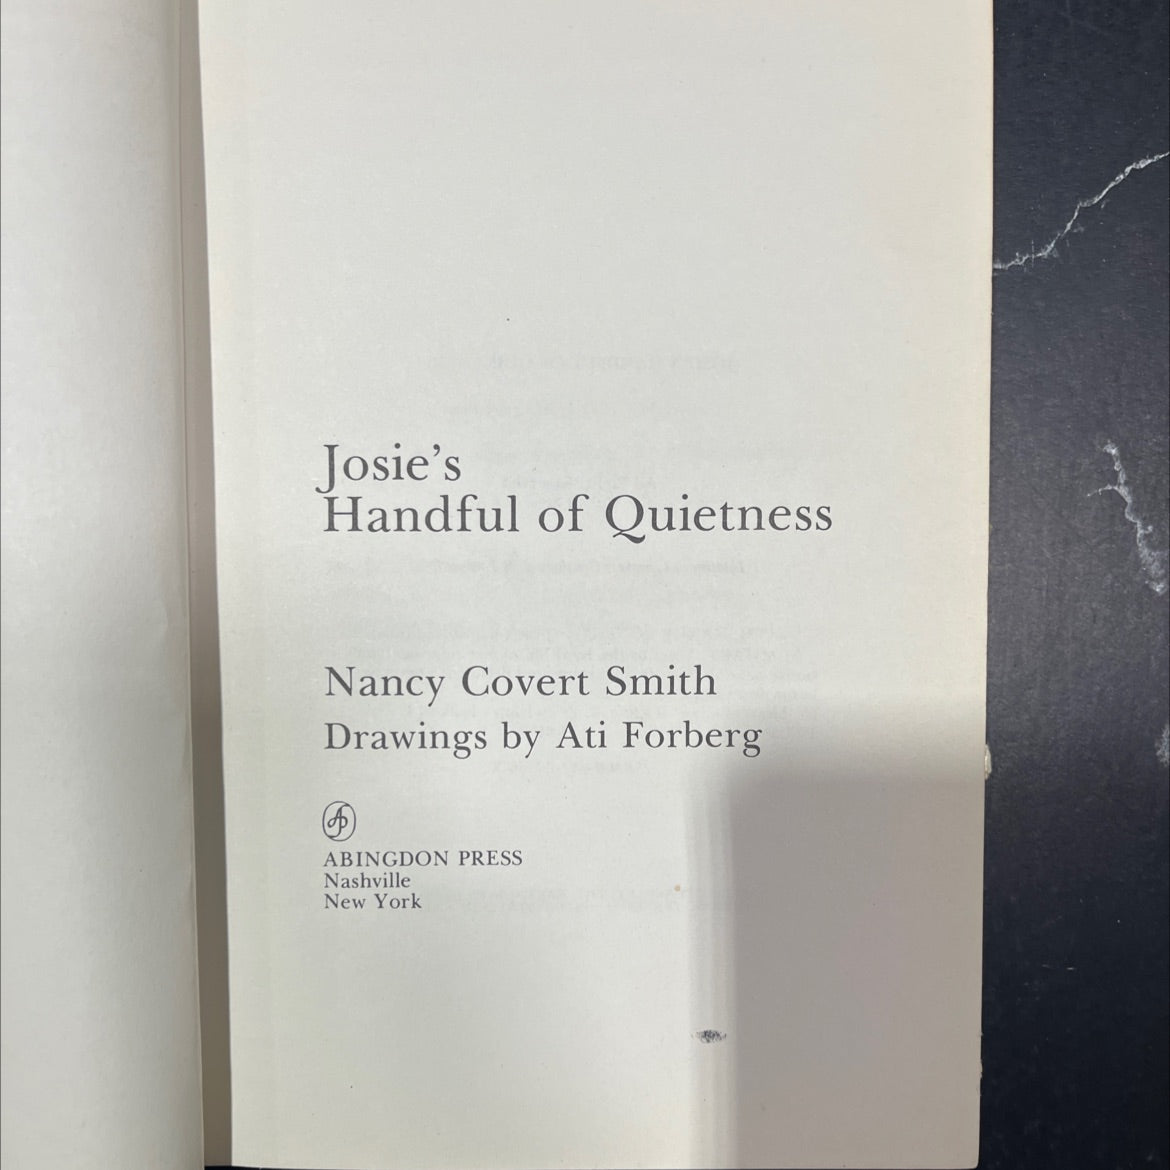 Josie's
Handful of Quietness
Nancy Covert Smith
Drawings by Ati Forberg
ABINGDON PRESS
Nashville
New York